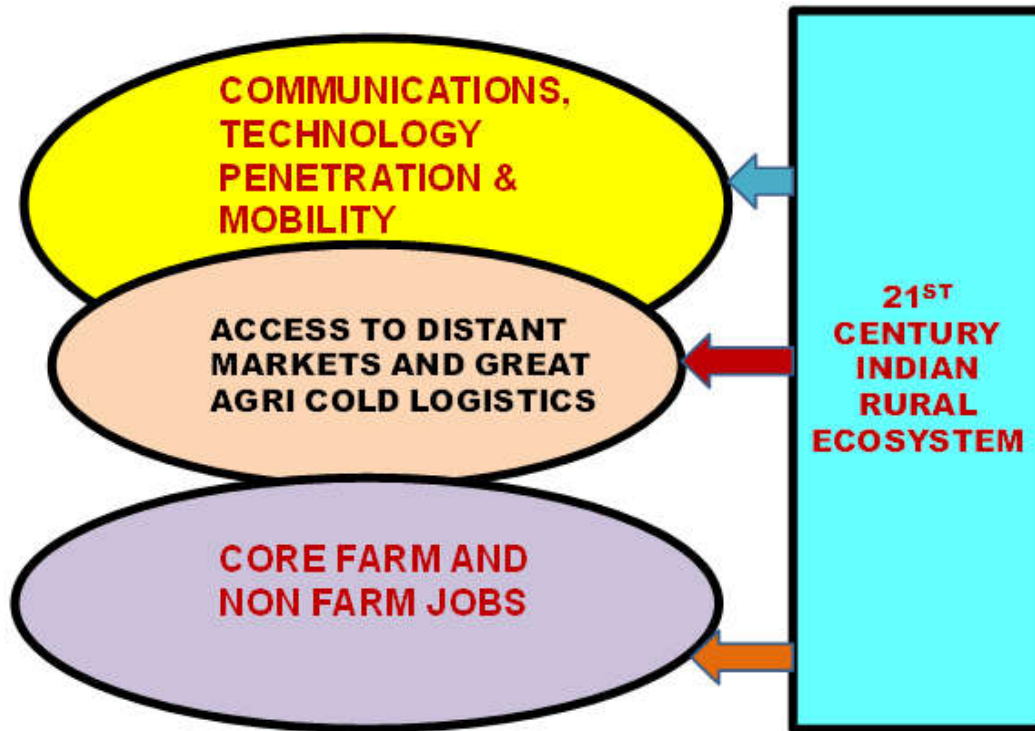 COMMUNICATIONS,
TECHNOLOGY
PENETRATION &
MOBILITY
ACCESS TO DISTANT
MARKETS AND GREAT
AGRI COLD LOGISTICS
CORE FARM AND
NON FARM JOBS
21ST
CENTURY
INDIAN
RURAL
ECOSYSTEM